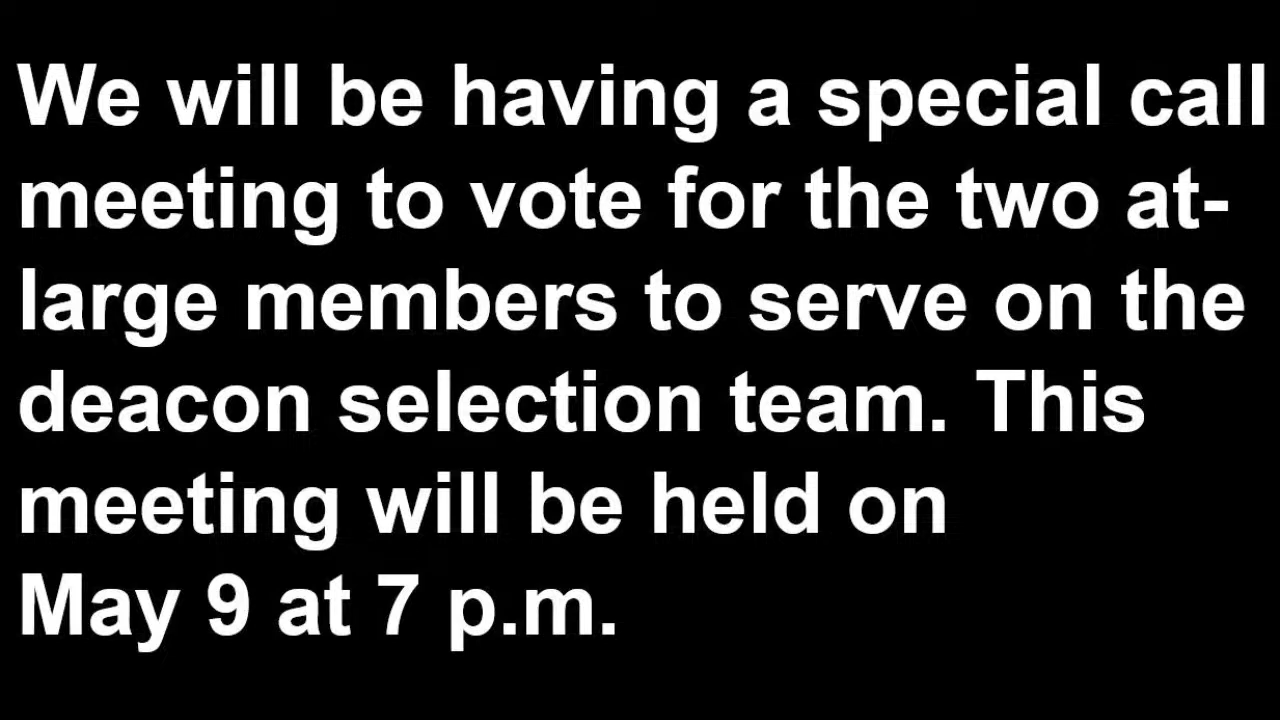 We will be having a special call
meeting to vote for the two at-
large members to serve on the
deacon selection team. This
meeting will be held on
May 9 at 7 p.m.